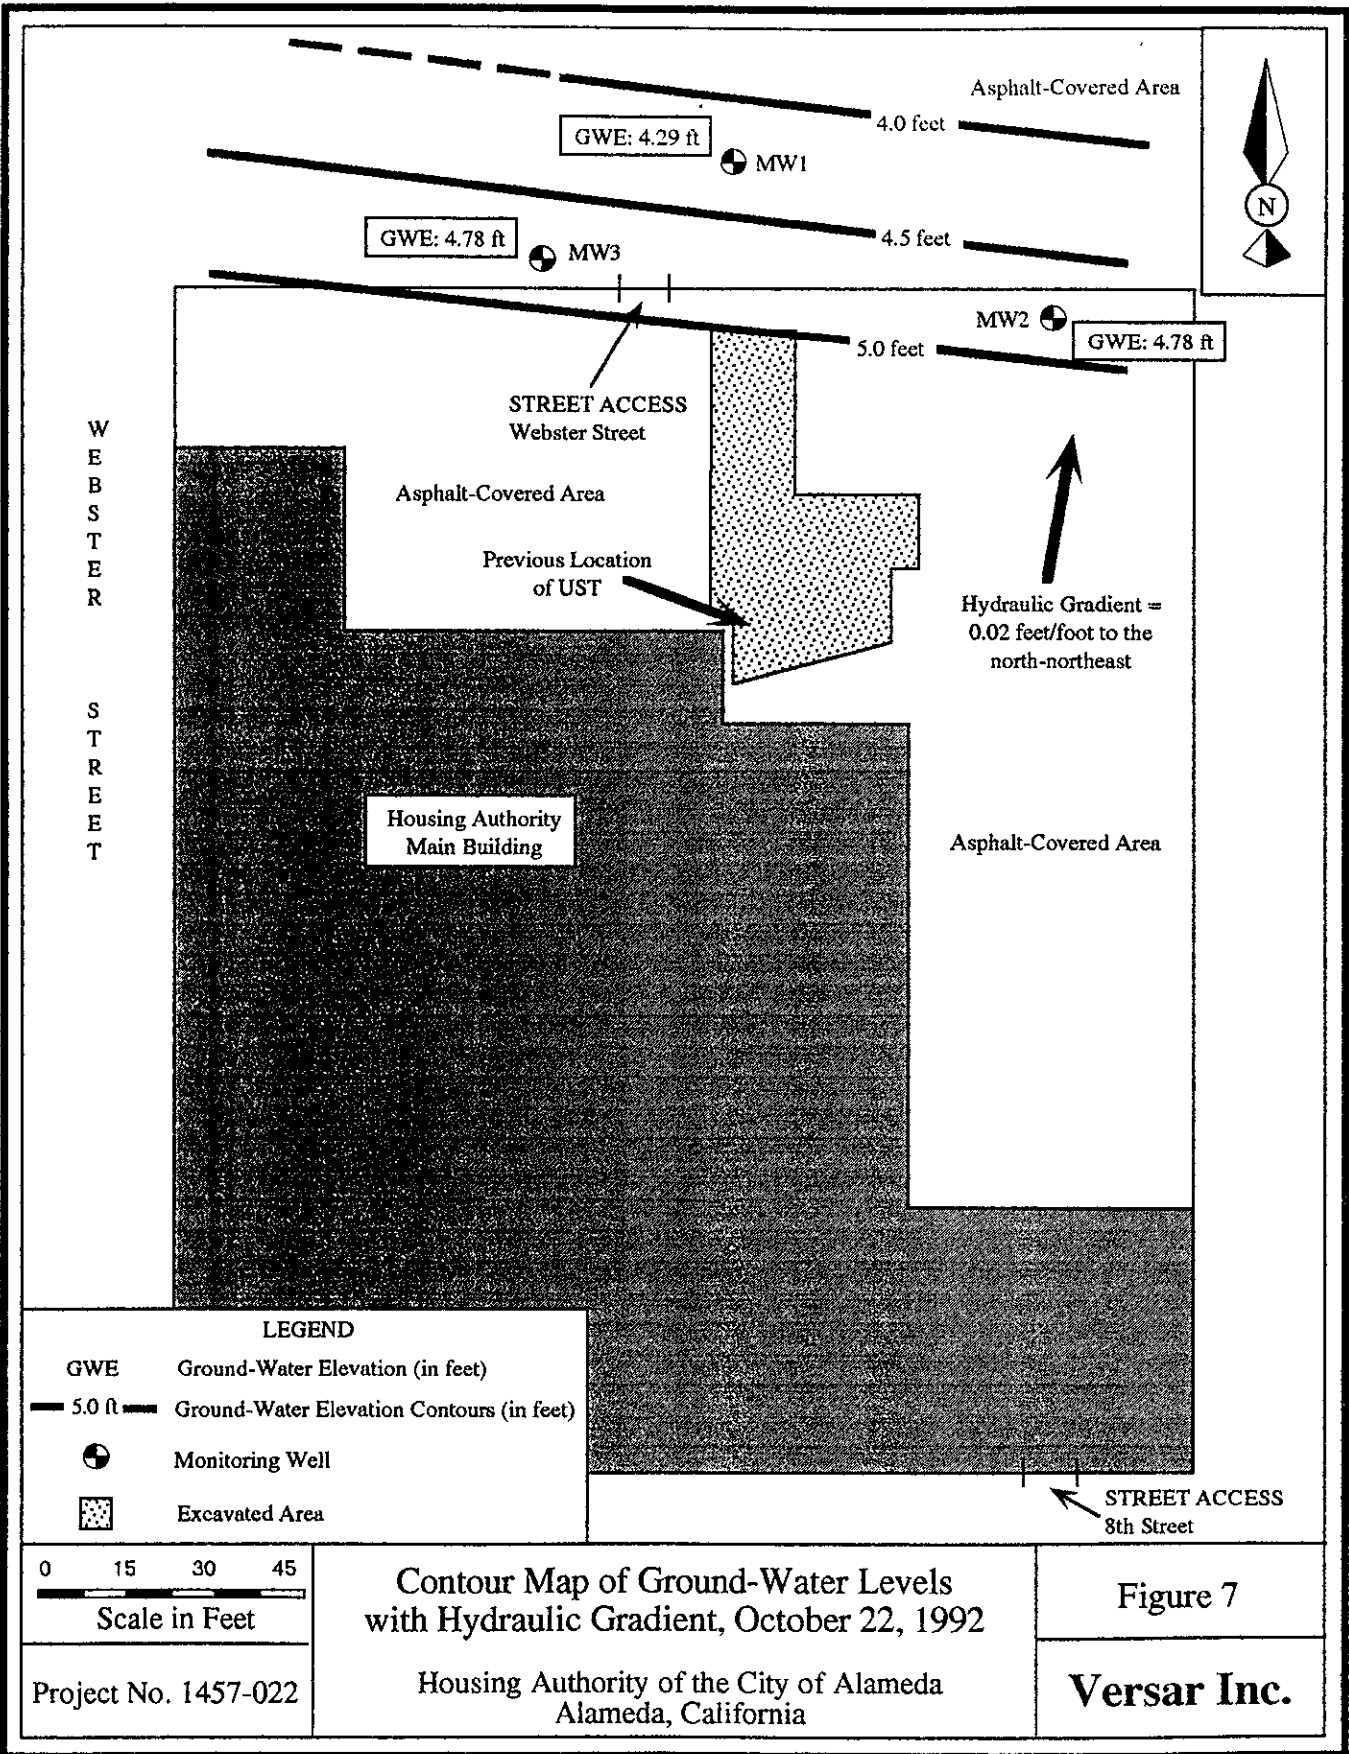 Asphalt-Covered Area
4.0 feet
GWE: 4.29 ft
MW1
N
4.5 feet
GWE: 4.78 ft
MW3
MW2
GWE: 4.78 ft
5.0 feet
STREET ACCESS
Webster Street
WEBSTER STREET
Asphalt-Covered Area
Previous Location
of UST
Hydraulic Gradient =
0.02 feet/foot to the
north-northeast
Housing Authority
Main Building
Asphalt-Covered Area
LEGEND
GWE Ground-Water Elevation (in feet)
5.0 ft Ground-Water Elevation Contours (in feet)
Monitoring Well
Excavated Area
STREET ACCESS
8th Street
0 15 30 45
Scale in Feet
Project No. 1457-022
Contour Map of Ground-Water Levels
with Hydraulic Gradient, October 22, 1992
Housing Authority of the City of Alameda
Alameda, California
Figure 7
Versar Inc.